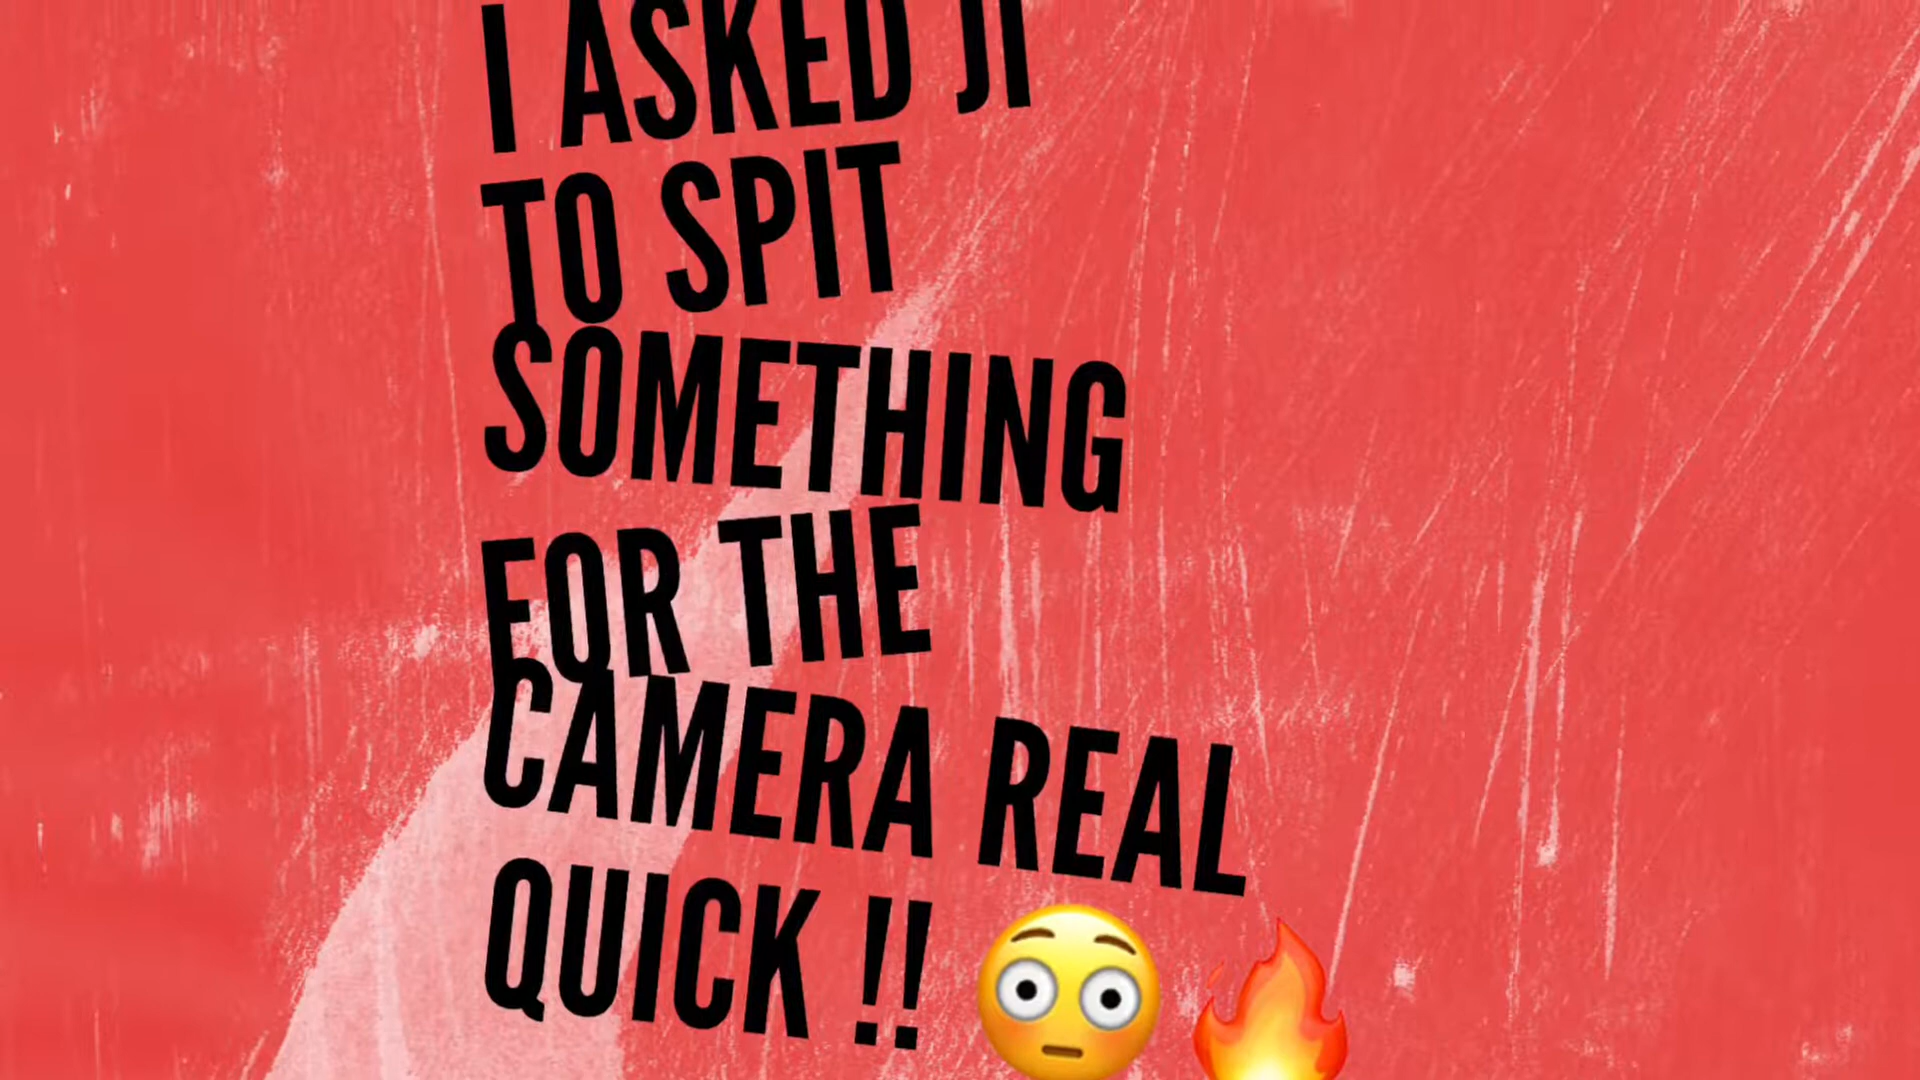 I ASKED JI
TO SPIT
SOMETHING
FOR THE
CAMERA REAL
QUICK !! 😳🔥